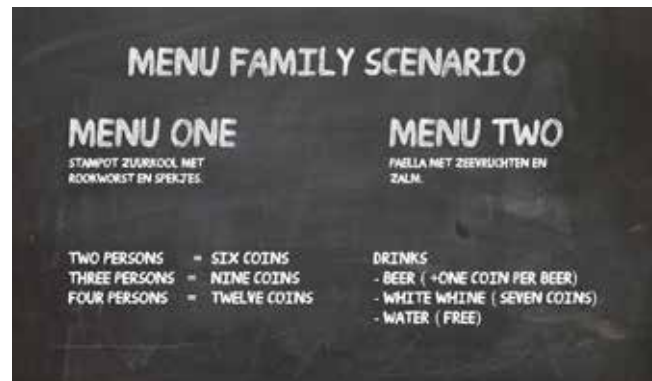 MENU FAMILY SCENARIO
MENU ONE
STAMPOT ZUURKOOL MET
ROOKWORST EN SPEKJES.
MENU TWO
PAELLA MET ZEEVRUCHTEN EN
ZALM.
TWO PERSONS = SIX COINS
THREE PERSONS = NINE COINS
FOUR PERSONS = TWELVE COINS
DRINKS
- BEER ( +ONE COIN PER BEER)
- WHITE WHINE ( SEVEN COINS)
- WATER ( FREE)